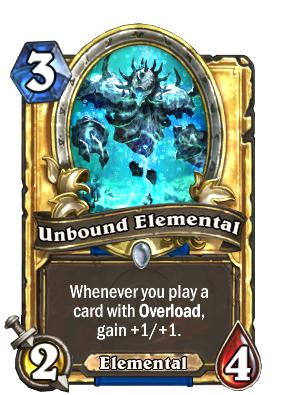 3
Unbound Elemental
Whenever you play a
card with Overload,
gain +1/+1.
Elemental
2
4